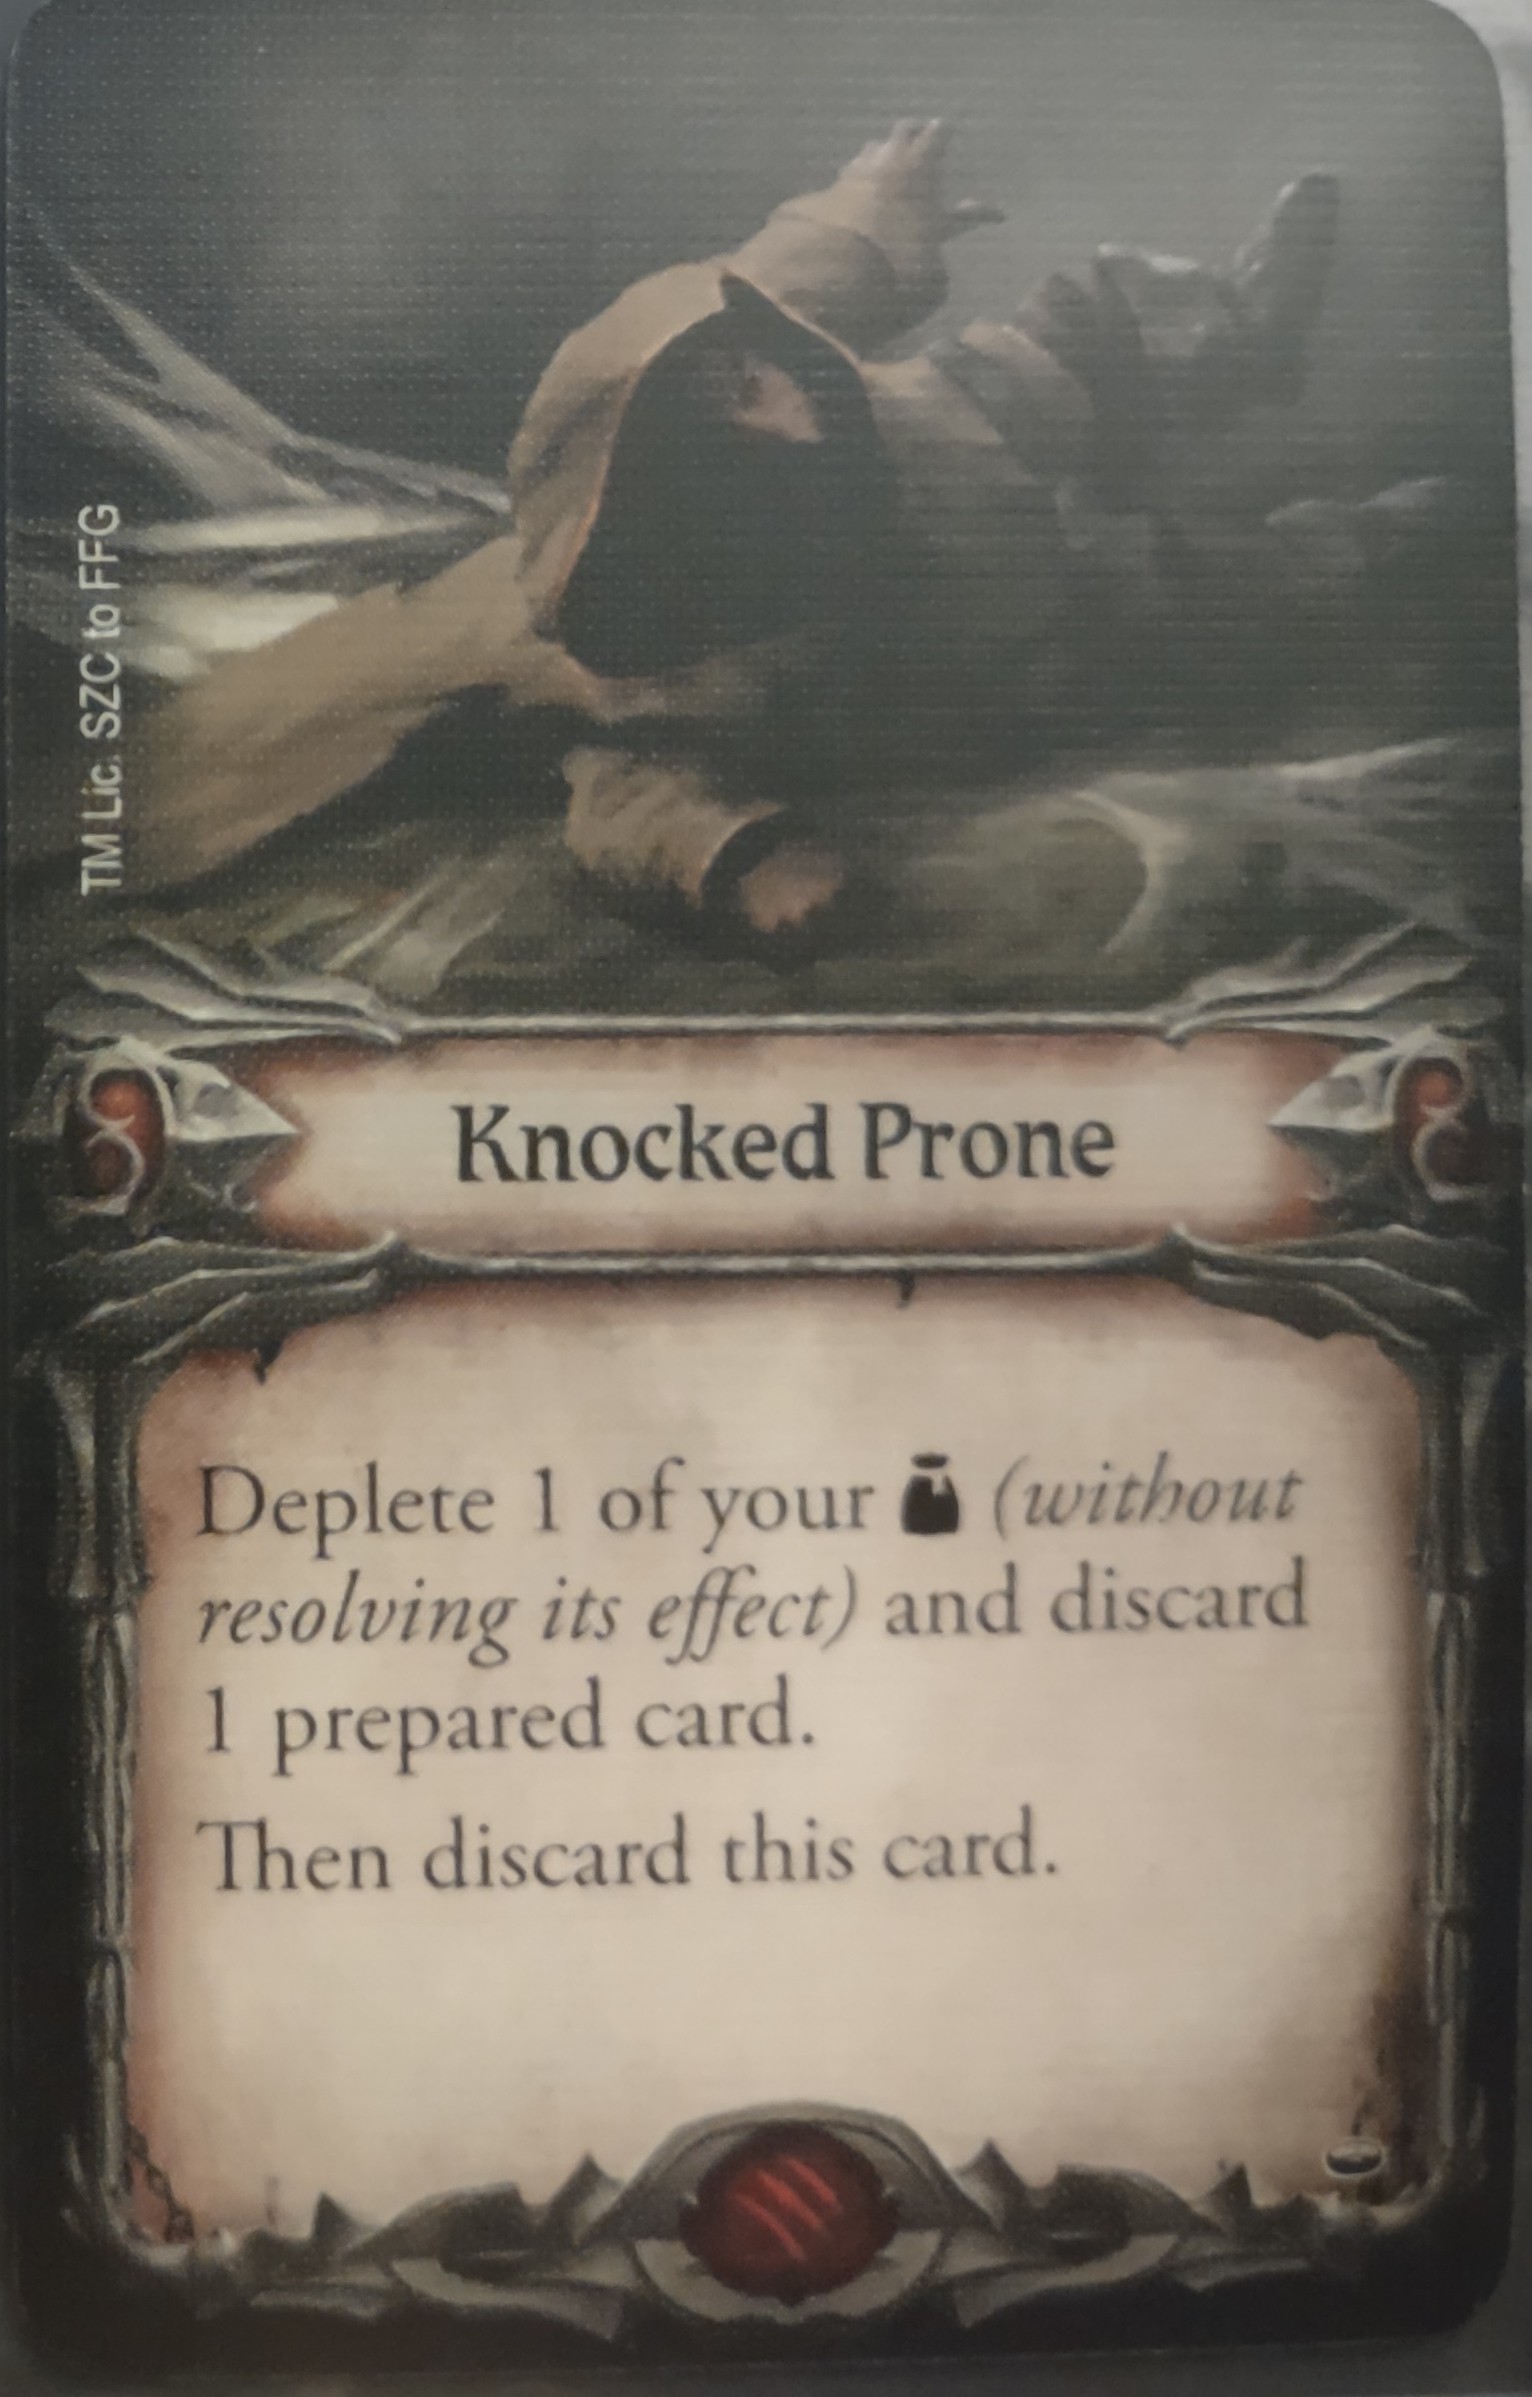 TM Lic. SZC to FFG
Knocked Prone
Deplete 1 of your (without
resolving its effect) and discard
1 prepared card.
Then discard this card.